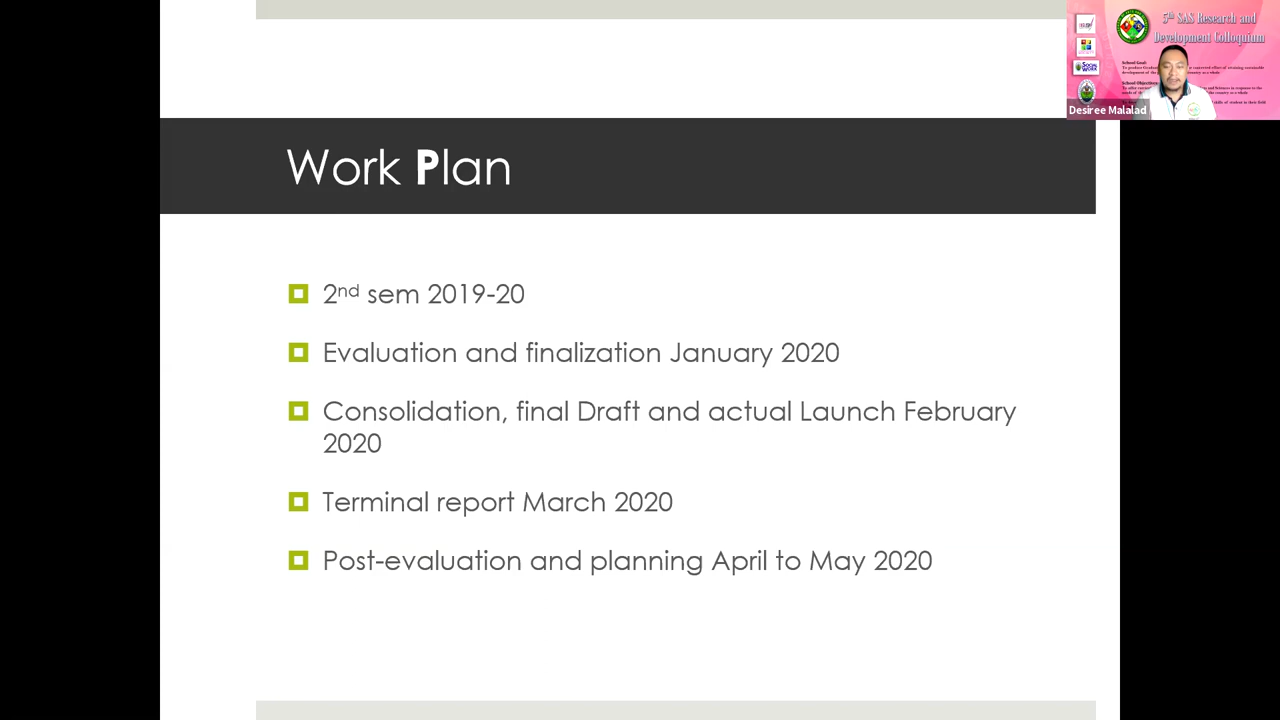 5th SAS Research and
Development Colloquium
School Goal:
Desiree Malalad
Work Plan
2nd sem 2019-20
Evaluation and finalization January 2020
Consolidation, final Draft and actual Launch February
2020
Terminal report March 2020
Post-evaluation and planning April to May 2020